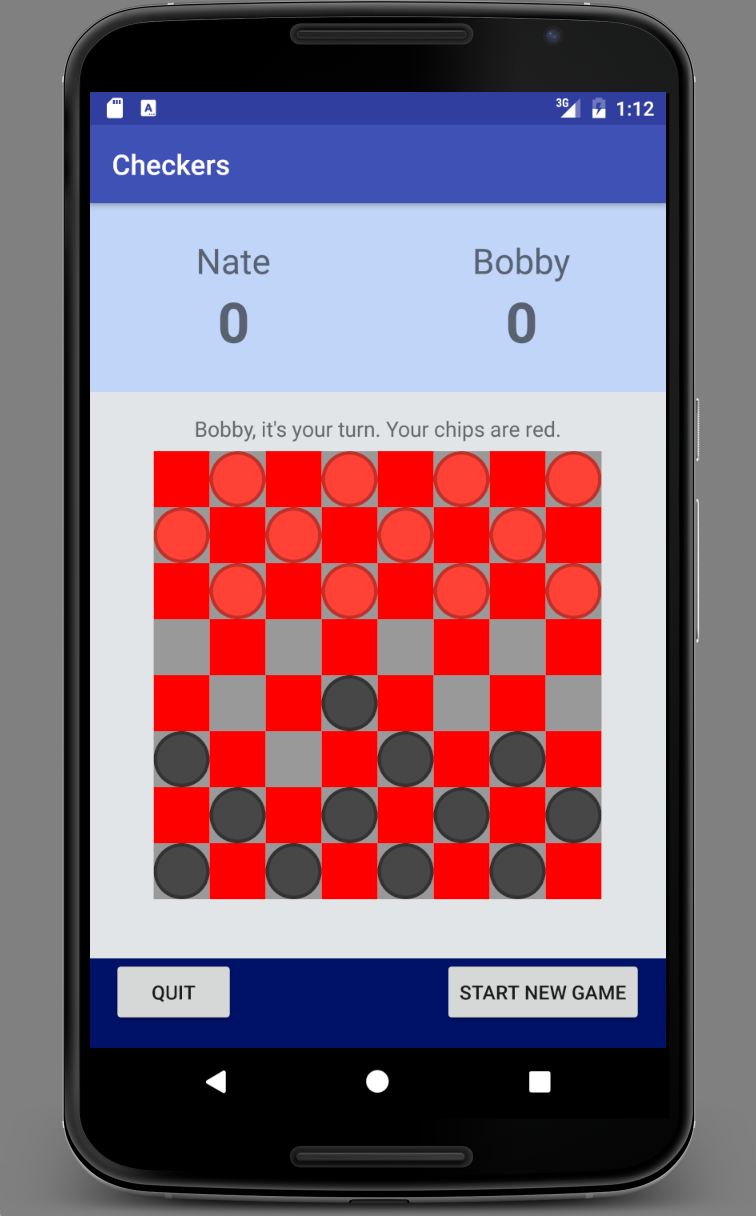 3G 1:12
Checkers
Nate Bobby
0 0
Bobby, it's your turn. Your chips are red.
QUIT START NEW GAME